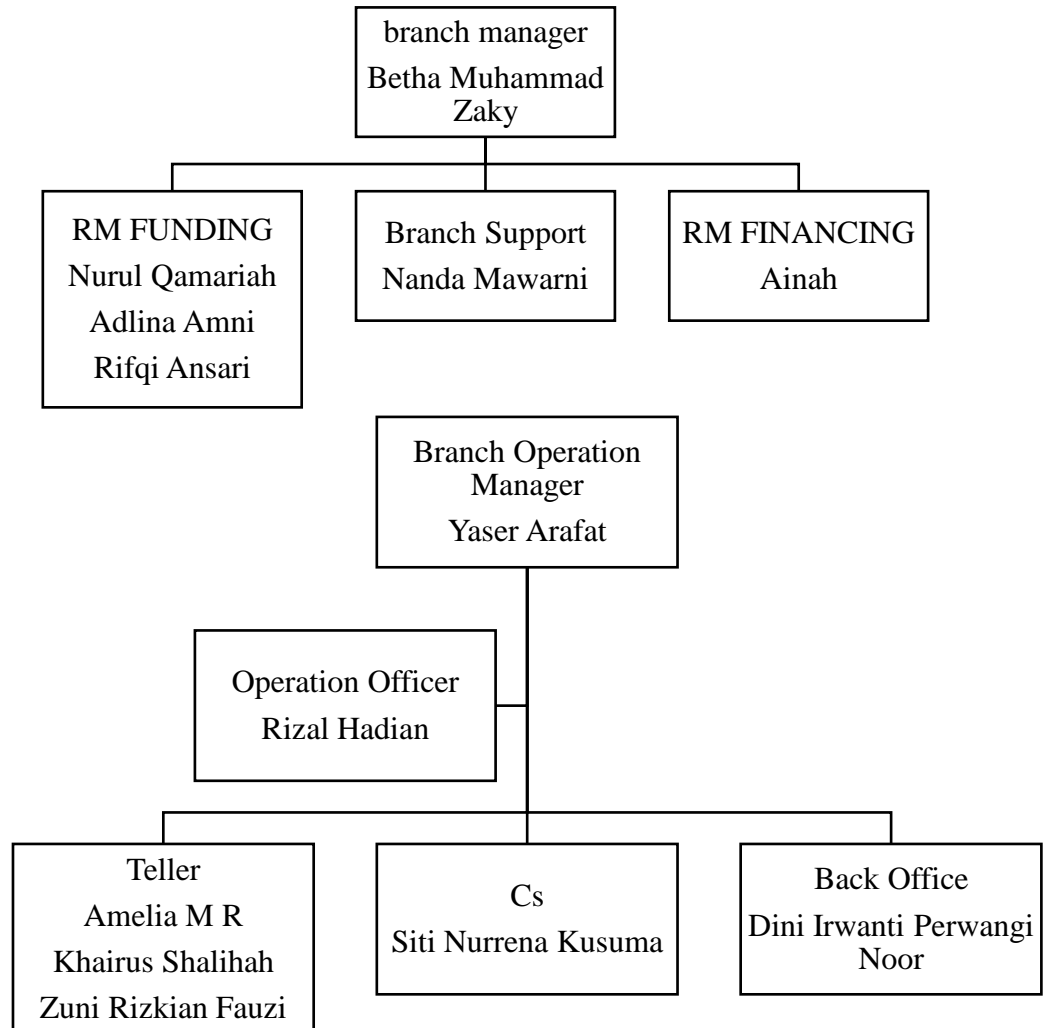 branch manager
Betha Muhammad
Zaky
RM FUNDING
Nurul Qamariah
Adlina Amni
Rifqi Ansari
Branch Support
Nanda Mawarni
RM FINANCING
Ainah
Branch Operation
Manager
Yaser Arafat
Operation Officer
Rizal Hadian
Teller
Amelia M R
Khairus Shalihah
Zuni Rizkian Fauzi
Cs
Siti Nurrena Kusuma
Back Office
Dini Irwanti Perwangi
Noor